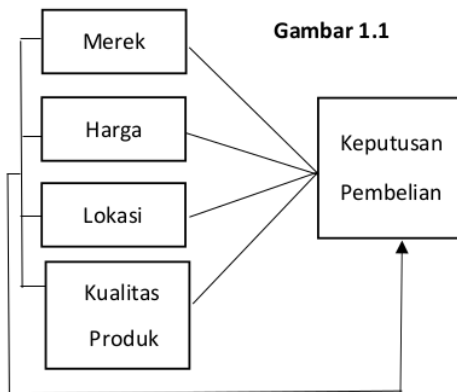 Gambar 1.1
Merek
Harga
Lokasi
Kualitas
Produk
Keputusan
Pembelian